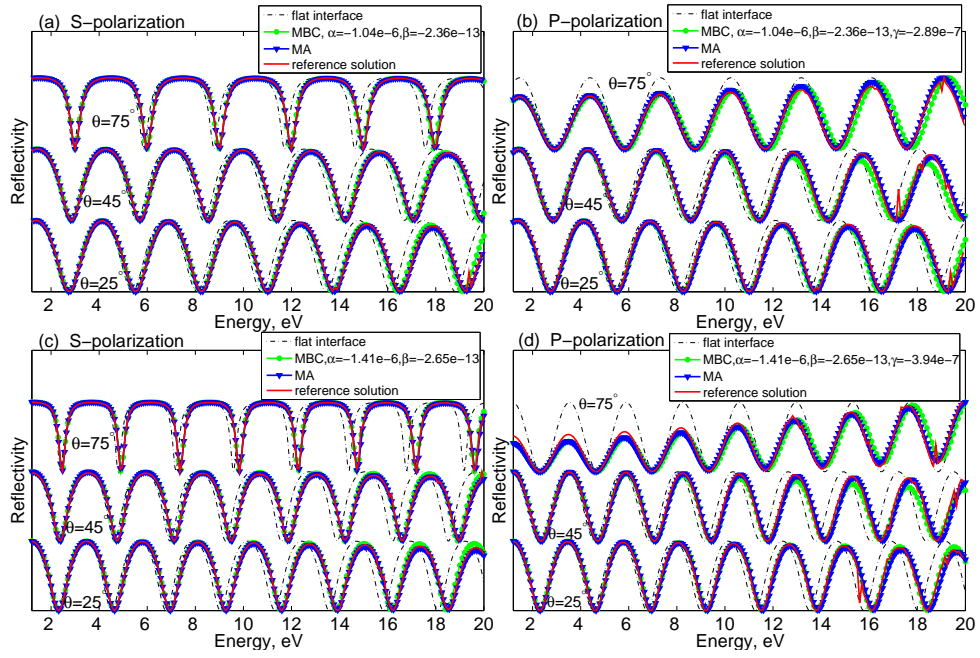 (a) S−polarization
flat interface
MBC, α=−1.04e−6,β=−2.36e−13
MA
reference solution
θ=75°
θ=45°
θ=25°
Reflectivity
2 4 6 8 10 12 14 16 18 20
Energy, eV
(b) P−polarization
flat interface
MBC, α=−1.04e−6,β=−2.36e−13,γ=−2.89e−7
MA
reference solution
θ=75°
θ=45°
θ=25°
Reflectivity
2 4 6 8 10 12 14 16 18 20
Energy, eV
(c) S−polarization
flat interface
MBC,α=−1.41e−6,β=−2.65e−13
MA
reference solution
θ=75°
θ=45°
θ=25°
Reflectivity
2 4 6 8 10 12 14 16 18 20
Energy, eV
(d) P−polarization
flat interface
MBC,α=−1.41e−6,β=−2.65e−13,γ=−3.94e−7
MA
reference solution
θ=75°
θ=45°
θ=25°
Reflectivity
2 4 6 8 10 12 14 16 18 20
Energy, eV